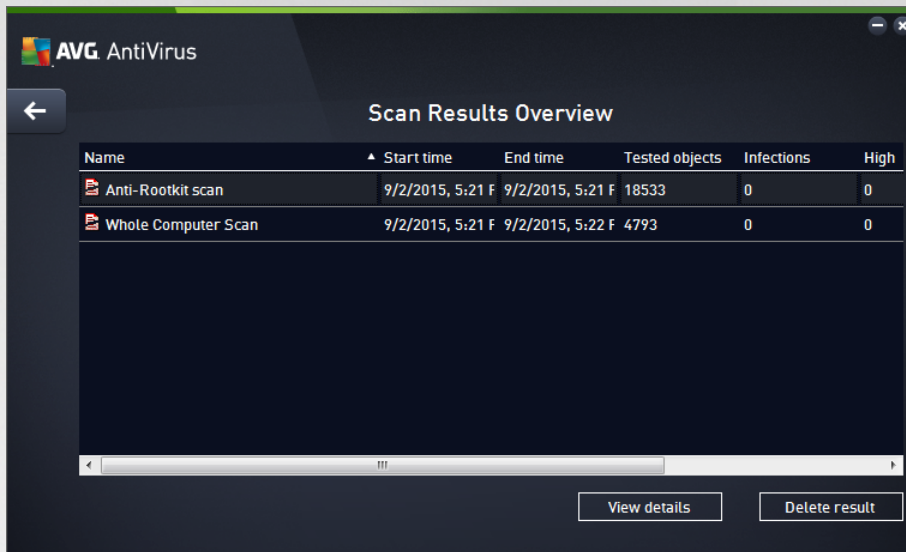 AVG. AntiVirus
Scan Results Overview
Name Start time End time Tested objects Infections High
Anti-Rootkit scan 9/2/2015, 5:21 9/2/2015, 5:21 18533 0 0
Whole Computer Scan 9/2/2015, 5:21 9/2/2015, 5:22 4793 0 0
View details Delete result